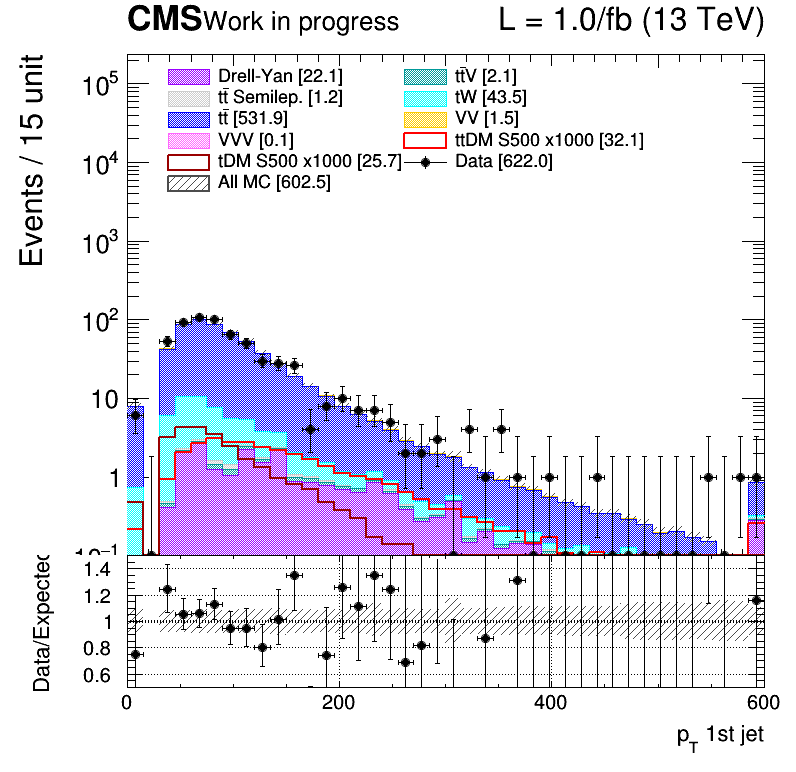 CMS Work in progress L = 1.0/fb (13 TeV)
Events / 15 unit
Drell-Yan [22.1] tt̄V [2.1]
tt̄ Semilep. [1.2] tW [43.5]
tt̄ [531.9] VV [1.5]
VVV [0.1] ttDM S500 x1000 [32.1]
tDM S500 x1000 [25.7] Data [622.0]
All MC [602.5]
10⁵
10⁴
10³
10²
10
1
10⁻¹
Data/Expected
1.4
1.2
1
0.8
0.6
0 200 400 600
p_T 1st jet